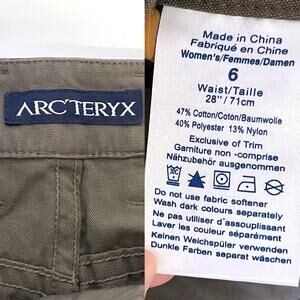 ARC'TERYX
Made in China
Fabriqué en Chine
Women's/Femmes/Damen
6
Waist/Taille
28"/71cm
47% Cotton/Coton/Baumwolle
40% Polyester 13% Nylon
Exclusive of Trim
Garniture non -comprise
Nähzubehör ausgenommen
Do not use fabric softener
Wash dark colours separately
Ne pas utiliser d'assouplissant
Laver les couleur séparément
Keinen Weichspüler verwenden
Dunkle Farben separat wäschen